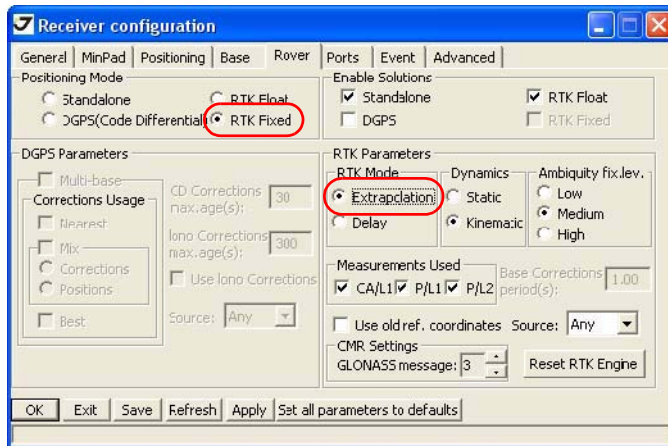 Receiver configuration
General MinPad Positioning Base Rover Ports Event Advanced
Positioning Mode
Standalone RTK Float
DGPS(Code Differential) RTK Fixed
Enable Solutions
Standalone RTK Float
DGPS RTK Fixed
DGPS Parameters
Multi-base
Corrections Usage
Nearest
Mix
Corrections
Positions
Best
CD Corrections
max.age(s): 30
Iono Corrections
max.age(s): 300
Use Iono Corrections
Source: Any
RTK Parameters
RTK Mode
Extrapolation
Delay
Dynamics
Static
Kinematic
Ambiquity fix.lev.
Low
Medium
High
Measurements Used
CA/L1 P/L1 P/L2
Base Corrections
period(s): 1.00
Use old ref. coordinates Source: Any
CMR Settings
GLONASS message: 3
Reset RTK Engine
OK Exit Save Refresh Apply Set all parameters to defaults